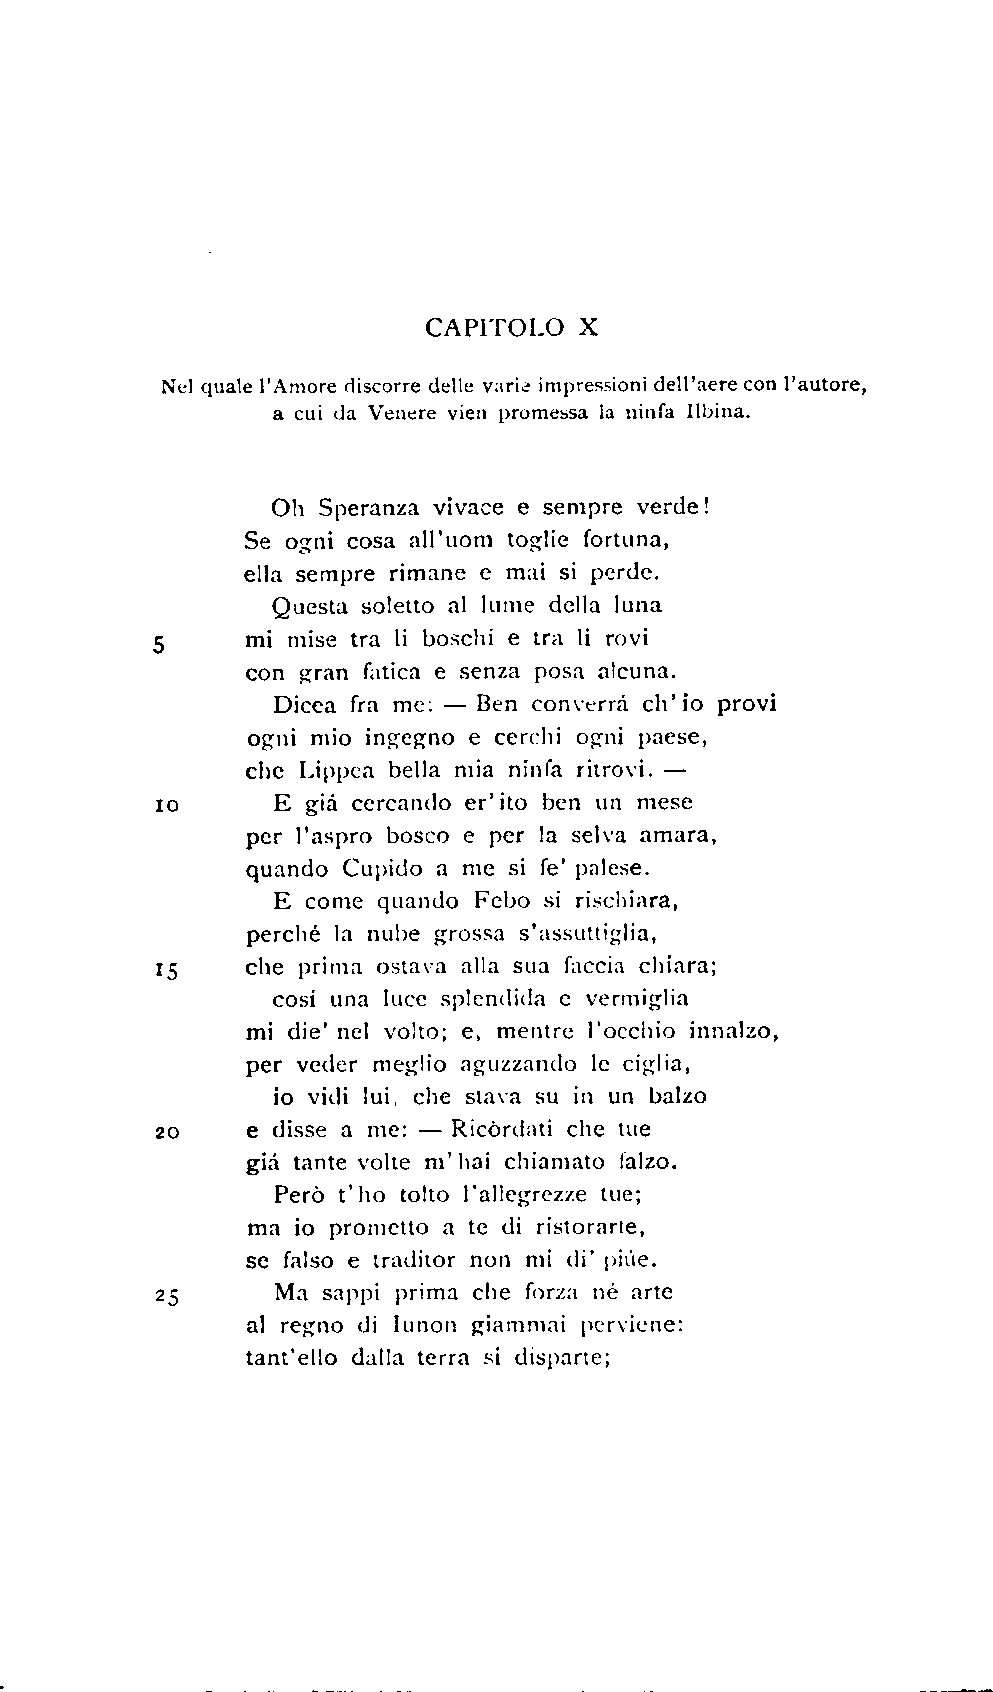 CAPITOLO X
Nel quale l'Amore discorre delle varie impressioni dell'aere con l'autore,
a cui da Venere vien promessa la ninfa Ilbina.
Oh Speranza vivace e sempre verde!
Se ogni cosa all'uom toglie fortuna,
ella sempre rimane e mai si perde.
Questa soletto al lume della luna
5 mi mise tra li boschi e tra li rovi
con gran fatica e senza posa alcuna.
Dicea fra me: — Ben converrá ch'io provi
ogni mio ingegno e cerchi ogni paese,
che Lippea bella mia ninfa ritrovi. —
10 E giá cercando er'ito ben un mese
per l'aspro bosco e per la selva amara,
quando Cupido a me si fe' palese.
E come quando Febo si rischiara,
perché la nube grossa s'assuttiglia,
15 che prima ostava alla sua faccia chiara;
cosí una luce splendida e vermiglia
mi die' nel volto; e, mentre l'occhio innalzo,
per veder meglio aguzzando le ciglia,
io vidi lui, che stava su in un balzo
20 e disse a me: — Ricòrdati che tue
giá tante volte m'hai chiamato falzo.
Però t'ho tolto l'allegrezze tue;
ma io prometto a te di ristorarte,
se falso e traditor non mi di' piúe.
25 Ma sappi prima che forza né arte
al regno di Iunon giammai perviene:
tant'ello dalla terra si disparte;